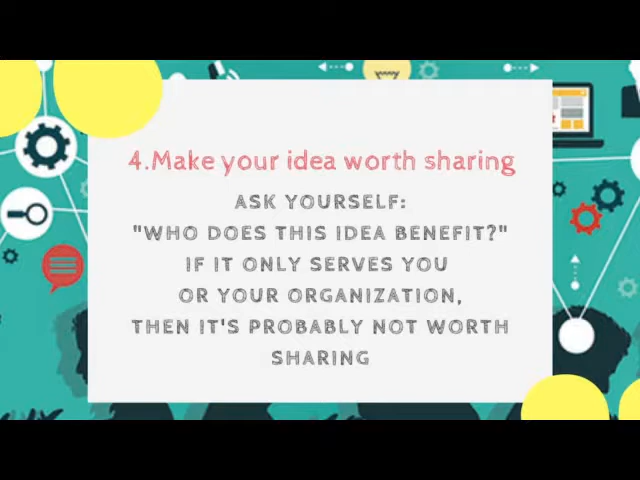 4.Make your idea worth sharing
ASK YOURSELF:
"WHO DOES THIS IDEA BENEFIT?"
IF IT ONLY SERVES YOU
OR YOUR ORGANIZATION,
THEN IT'S PROBABLY NOT WORTH
SHARING